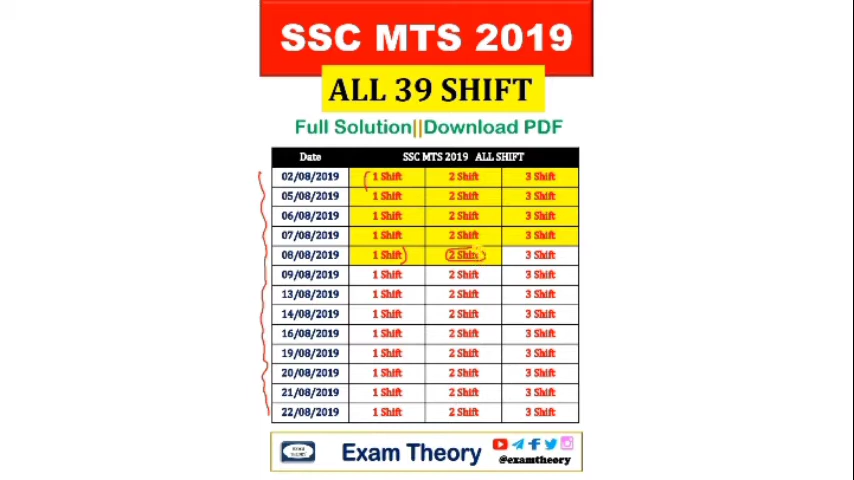 SSC MTS 2019
ALL 39 SHIFT
Full Solution||Download PDF
Date SSC MTS 2019 ALL SHIFT
02/08/2019 1 Shift 2 Shift 3 Shift
05/08/2019 1 Shift 2 Shift 3 Shift
06/08/2019 1 Shift 2 Shift 3 Shift
07/08/2019 1 Shift 2 Shift 3 Shift
08/08/2019 1 Shift 2 Shift 3 Shift
09/08/2019 1 Shift 2 Shift 3 Shift
13/08/2019 1 Shift 2 Shift 3 Shift
14/08/2019 1 Shift 2 Shift 3 Shift
16/08/2019 1 Shift 2 Shift 3 Shift
19/08/2019 1 Shift 2 Shift 3 Shift
20/08/2019 1 Shift 2 Shift 3 Shift
21/08/2019 1 Shift 2 Shift 3 Shift
22/08/2019 1 Shift 2 Shift 3 Shift
Exam Theory
@examtheory